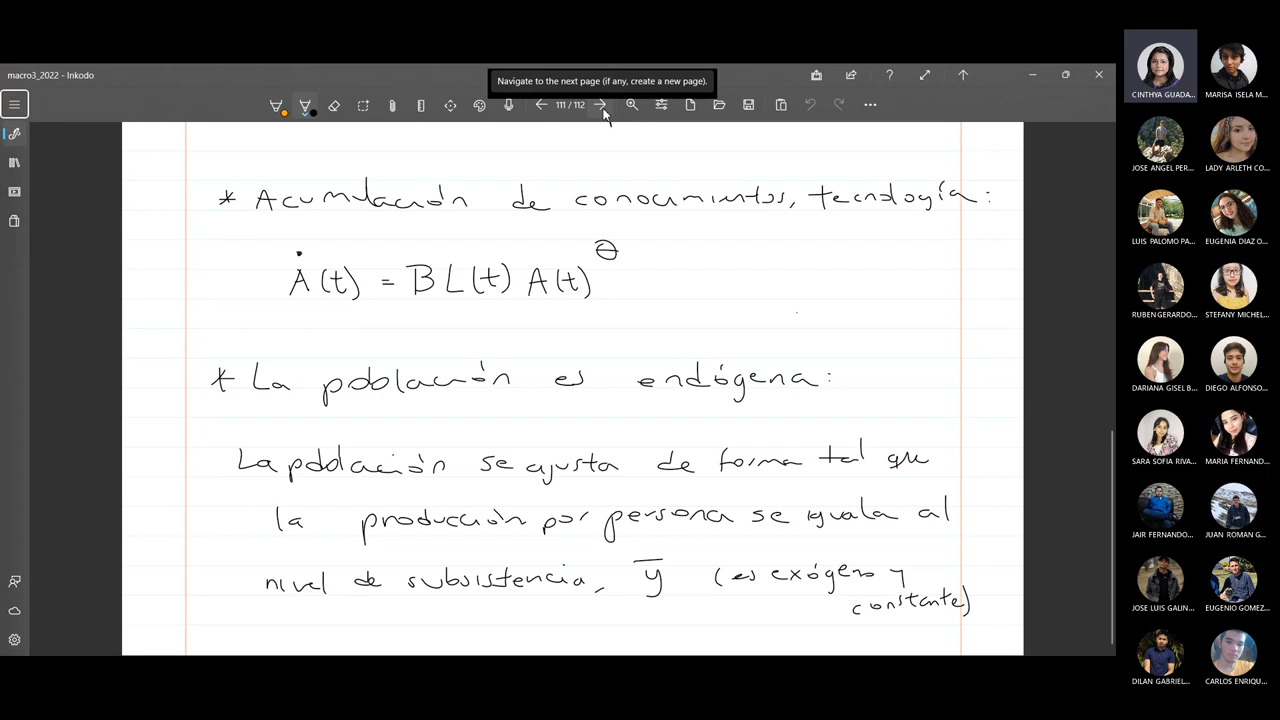 macro3_2022 - Inkodo
Navigate to the next page (if any, create a new page).
111 / 112
* Acumulación de conocimientos, tecnología:
Ȧ(t) = B L(t) A(t)^θ
* La población es endógena:
La población se ajusta de forma tal que
la producción por persona se iguala al
nivel de subsistencia, ȳ (es exógeno y
constante)
CINTHYA GUADA...
MARISA ISELA M...
JOSE ANGEL PER...
LADY ARLETH CO...
LUIS PALOMO PA...
EUGENIA DIAZ O...
RUBEN GERARDO...
STEFANY MICHEL...
DARIANA GISEL B...
DIEGO ALFONSO...
SARA SOFIA RIVA...
MARIA FERNAND...
JAIR FERNANDO...
JUAN ROMAN G...
JOSE LUIS GALIN...
EUGENIO GOMEZ...
DILAN GABRIEL...
CARLOS ENRIQU...